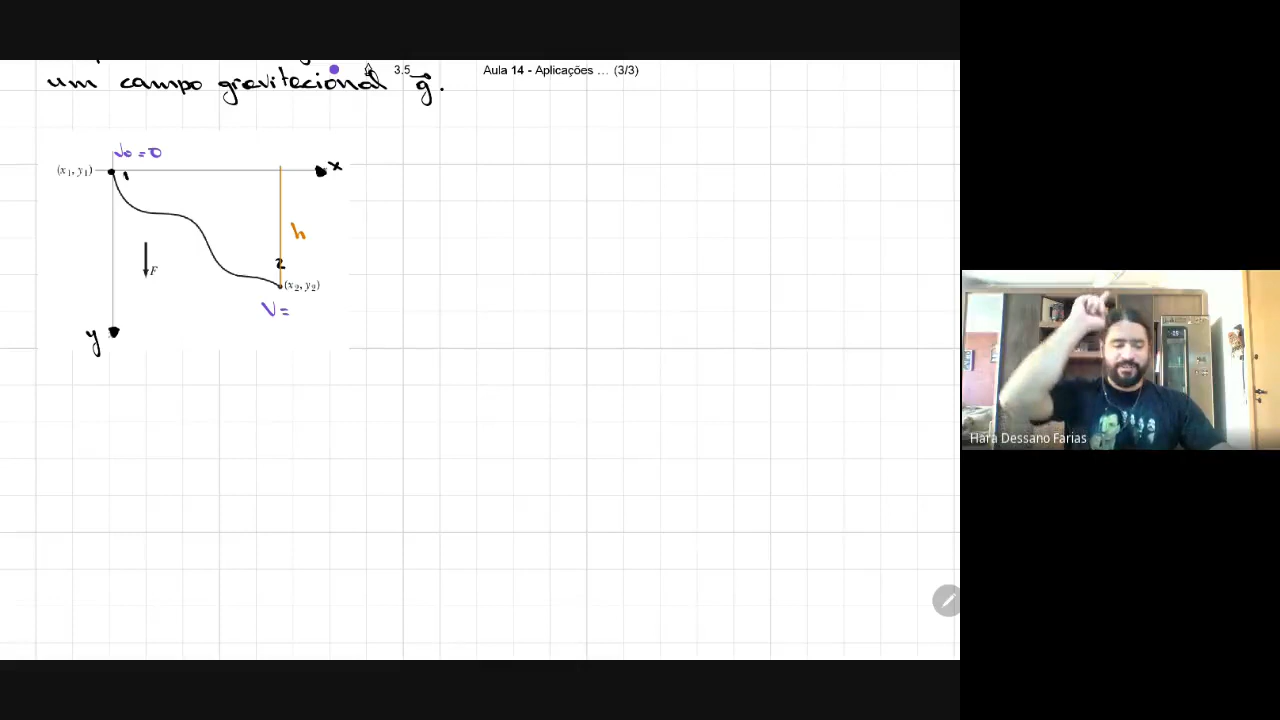 3.5 Aula 14 - Aplicações ... (3/3)
um campo gravitacional g⃗.
v₀ = 0
(x₁, y₁)
1
x
h
2
F
(x₂, y₂)
V =
y
Hara Dessano Farias